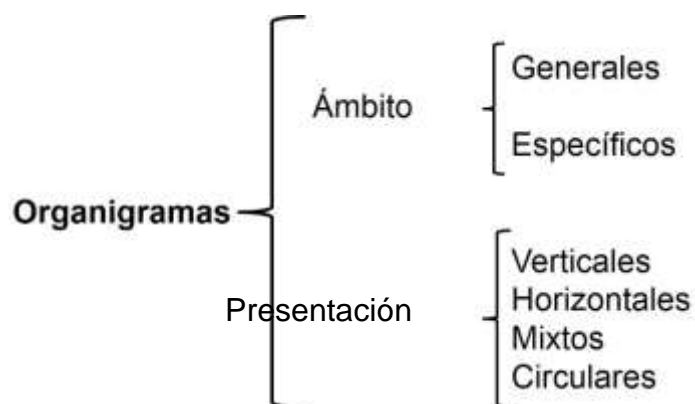 Organigramas
Ámbito
Generales
Específicos
Presentación
Verticales
Horizontales
Mixtos
Circulares